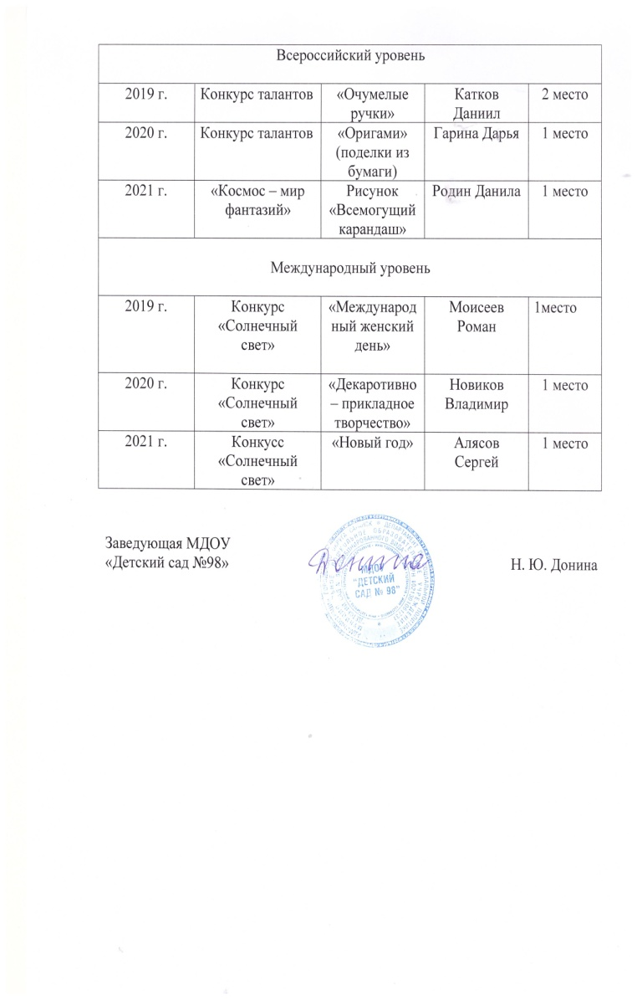 Всероссийский уровень
2019 г. Конкурс талантов «Очумелые ручки» Катков Даниил 2 место
2020 г. Конкурс талантов «Оригами» (поделки из бумаги) Гарина Дарья 1 место
2021 г. «Космос – мир фантазий» Рисунок «Всемогущий карандаш» Родин Данила 1 место
Международный уровень
2019 г. Конкурс «Солнечный свет» «Международ ный женский день» Моисеев Роман 1место
2020 г. Конкурс «Солнечный свет» «Декаротивно – прикладное творчество» Новиков Владимир 1 место
2021 г. Конкусс «Солнечный свет» «Новый год» Алясов Сергей 1 место
Заведующая МДОУ
«Детский сад №98» Н. Ю. Донина
Донина
МДОУ
"ДЕТСКИЙ
САД № 98"